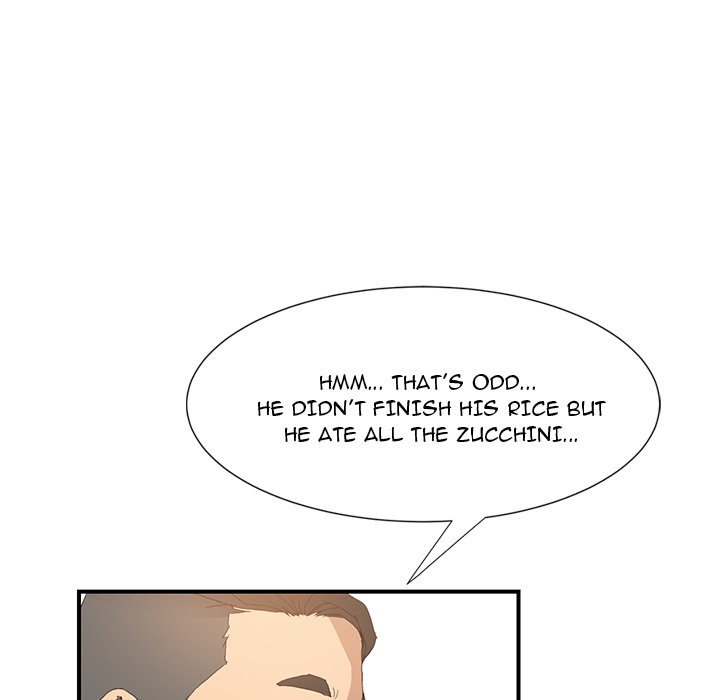 HMM... THAT'S ODD...
HE DIDN'T FINISH HIS RICE BUT
HE ATE ALL THE ZUCCHINI...